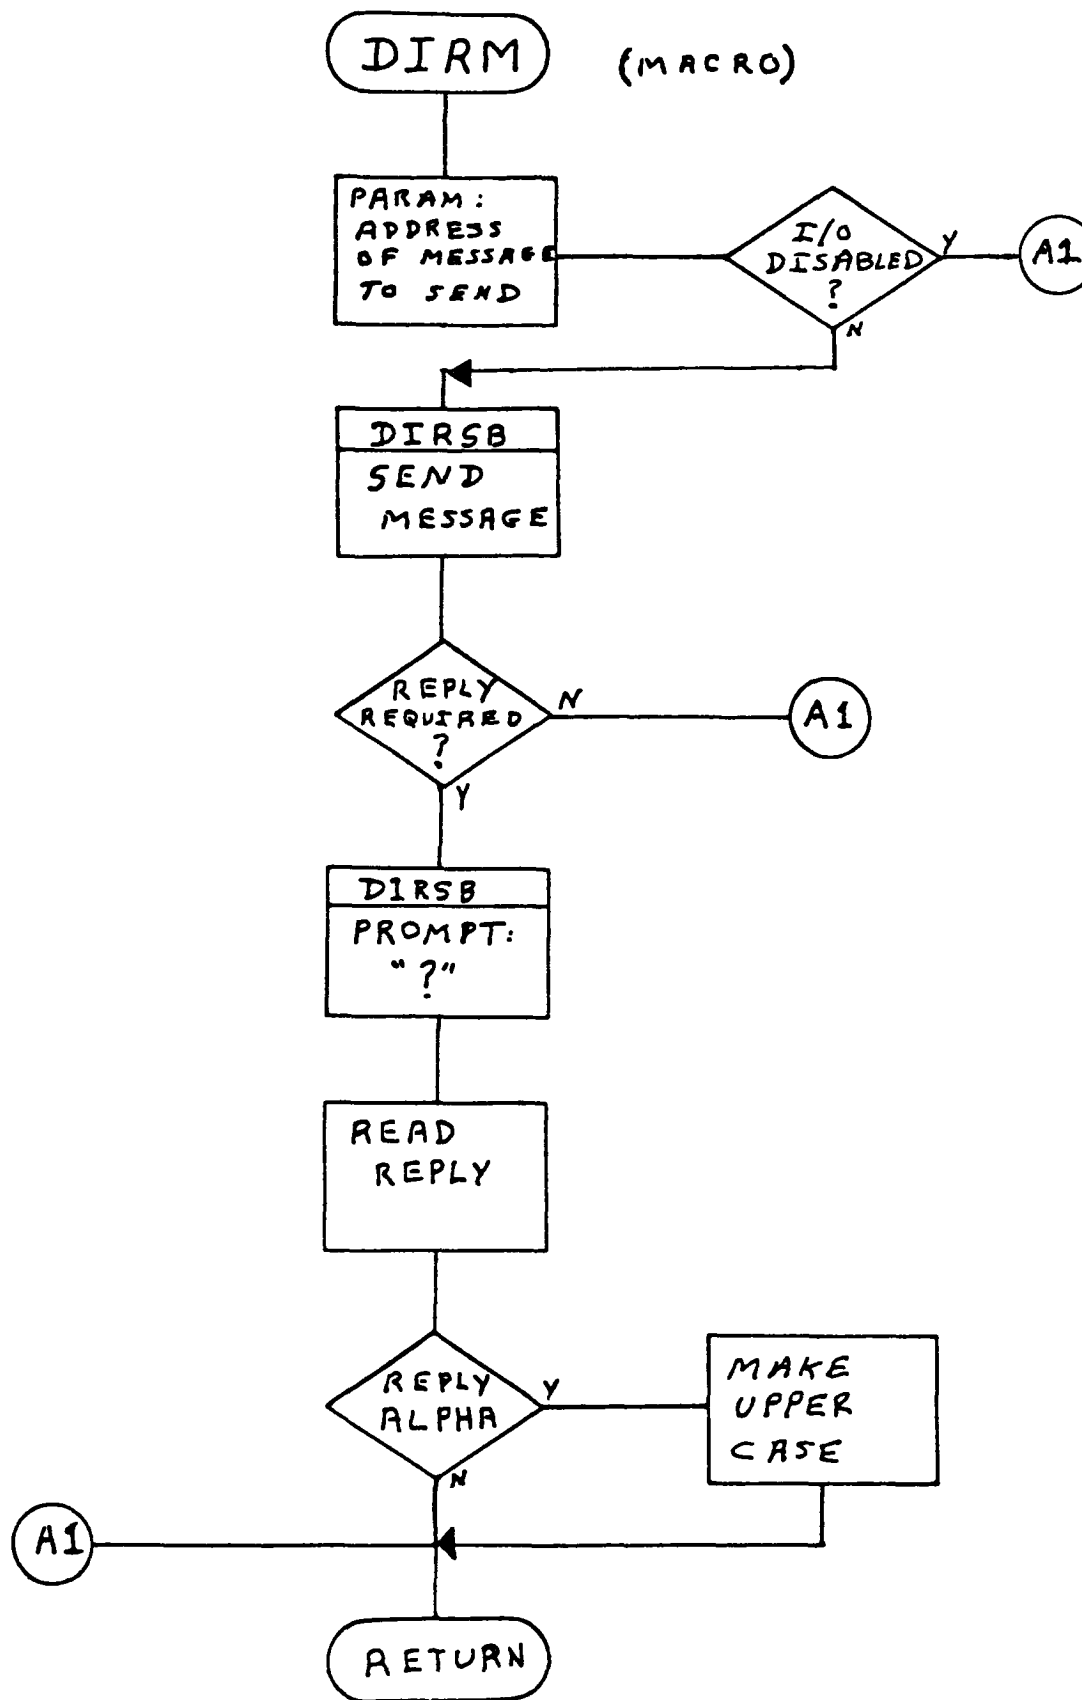 DIRM
(MACRO)
PARAM:
ADDRESS
OF MESSAGE
TO SEND
I/O
DISABLED
?
Y
A1
N
DIRSB
SEND
MESSAGE
REPLY
REQUIRED
?
N
A1
Y
DIRSB
PROMPT:
"?"
READ
REPLY
REPLY
ALPHA
Y
MAKE
UPPER
CASE
N
A1
RETURN